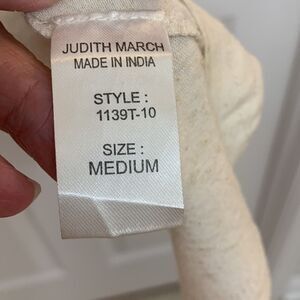 JUDITH MARCH
MADE IN INDIA
STYLE :
1139T-10
SIZE :
MEDIUM